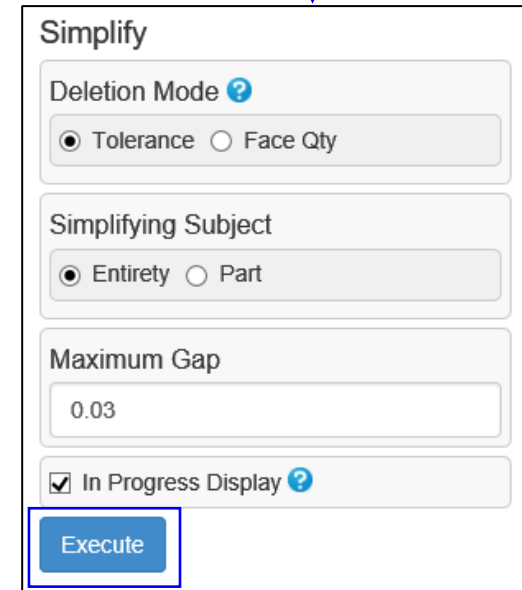 Simplify
Deletion Mode ?
Tolerance Face Qty
Simplifying Subject
Entirety Part
Maximum Gap
0.03
In Progress Display ?
Execute